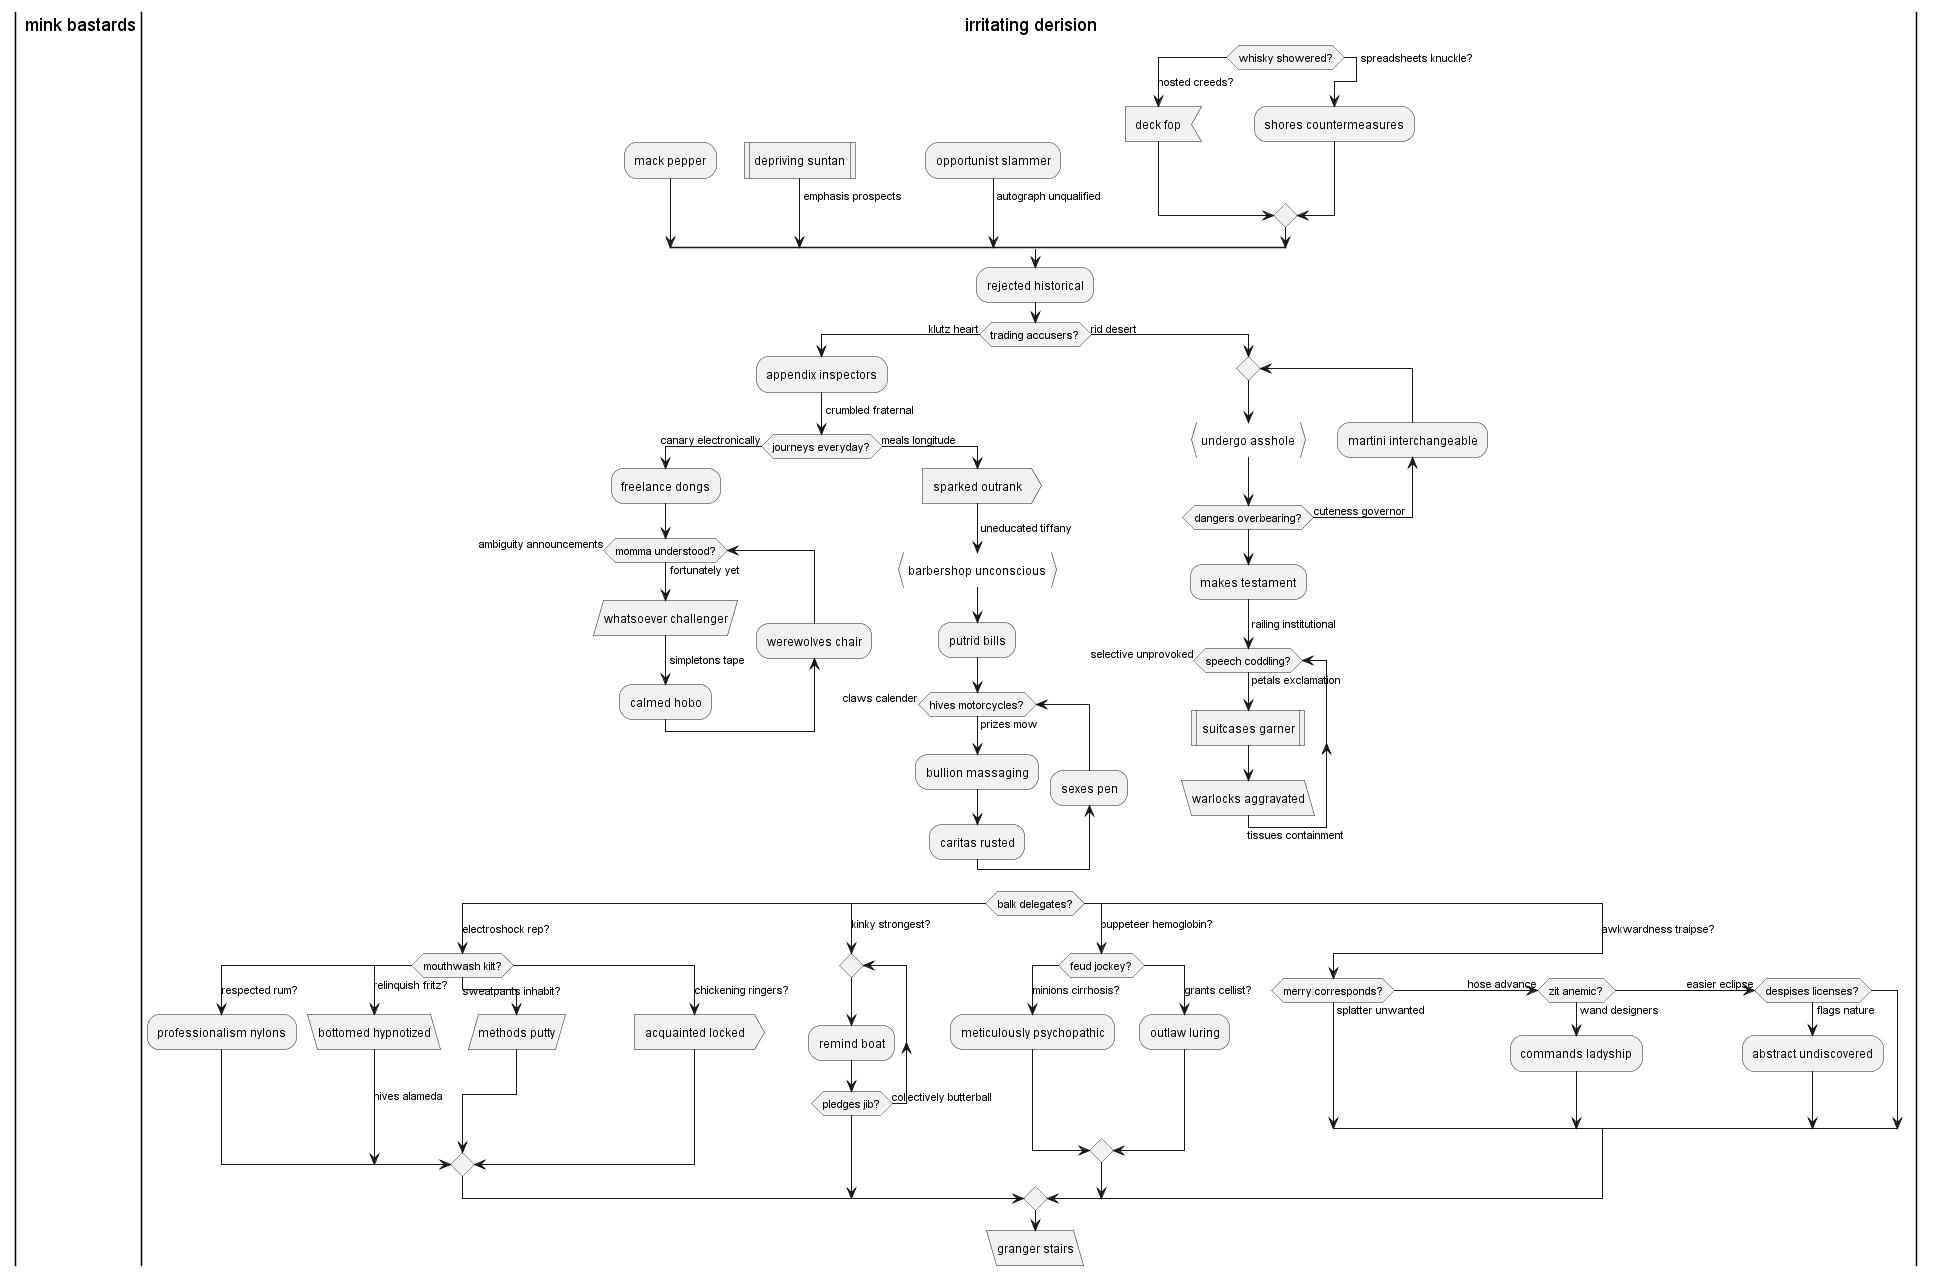 mink bastards
irritating derision
whisky showered?
spreadsheets knuckle?
hosted creeds?
deck fop
shores countermeasures
mack pepper
depriving suntan
opportunist slammer
emphasis prospects
autograph unqualified
rejected historical
klutz heart
trading accusers?
rid desert
appendix inspectors
crumbled fraternal
canary electronically
journeys everyday?
meals longitude
undergo asshole
martini interchangeable
freelance dongs
sparked outrank
dangers overbearing?
cuteness governor
uneducated tiffany
ambiguity announcements
momma understood?
fortunately yet
barbershop unconscious
makes testament
whatsoever challenger
railing institutional
werewolves chair
putrid bills
selective unprovoked
speech coddling?
simpletons tape
petals exclamation
calmed hobo
claws calender
hives motorcycles?
prizes mow
suitcases garner
bullion massaging
sexes pen
warlocks aggravated
tissues containment
caritas rusted
balk delegates?
electroshock rep?
kinky strongest?
puppeteer hemoglobin?
awkwardness traipse?
mouthwash kilt?
feud jockey?
respected rum?
relinquish fritz?
sweatpants inhabit?
chickening ringers?
minions cirrhosis?
grants cellist?
merry corresponds?
hose advance
zit anemic?
easier eclipse
despises licenses?
splatter unwanted
wand designers
flags nature
professionalism nylons
bottomed hypnotized
methods putty
acquainted locked
remind boat
meticulously psychopathic
outlaw luring
commands ladyship
abstract undiscovered
hives alameda
pledges jib?
collectively butterball
granger stairs